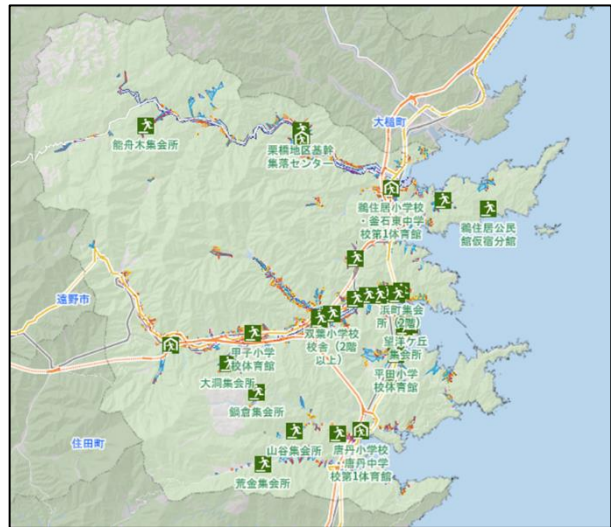 大槌町
能舟木集会所
栗橋地区基幹
集落センター
鵜住居小学校
・釜石東中学
校第1体育館
鵜住居公民
館仮宿分館
遠野市
浜町集会
所(2階)
双葉小学校
校舎(2階
以上)
望洋ケ丘
集会所
甲子小学
校体育館
平田小学
校体育館
大洞集会所
鍋倉集会所
住田町
山谷集会所
唐丹小学校
・唐丹中学
校第1体育館
荒金集会所